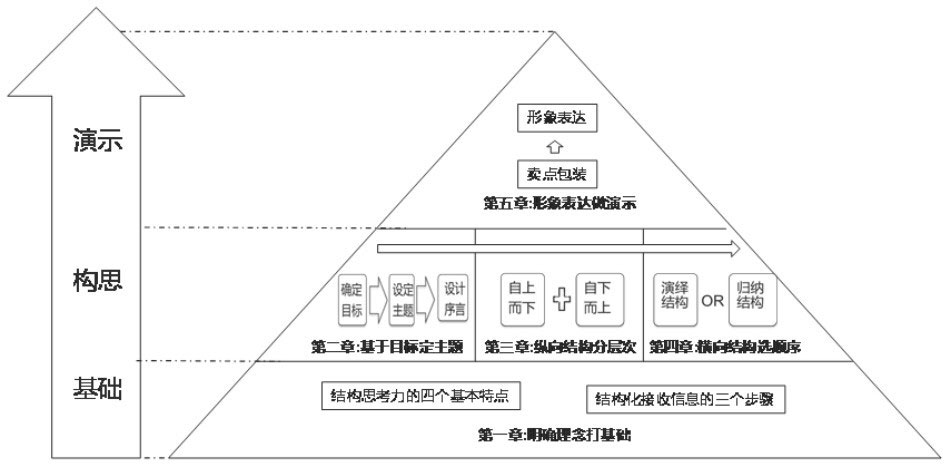 演示
形象表达
卖点包装
第五章:形象表达做演示
构思
确定
目标
设定
主题
设计
序言
自上
而下
自下
而上
演绎
结构
OR
归纳
结构
第二章:基于目标定主题
第三章:纵向结构分层次
第四章:横向结构选顺序
基础
结构思考力的四个基本特点
结构化接收信息的三个步骤
第一章:明确理念打基础